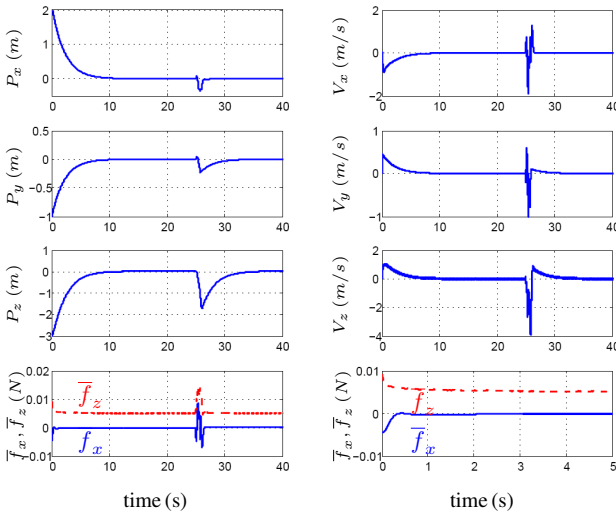 P_x (m)
2
1
0
0 10 20 30 40
V_x (m/s)
2
0
−2
0 10 20 30 40
P_y (m)
0.5
0
−0.5
−1
0 10 20 30 40
V_y (m/s)
1
0
−1
0 10 20 30 40
P_z (m)
1
0
−1
−2
−3
0 10 20 30 40
V_z (m/s)
2
0
−2
−4
0 10 20 30 40
f̅_x, f̅_z (N)
0.02
0.01
0
−0.01
0 10 20 30 40
f̅_z
f_x
time (s)
f̅_x, f̅_z (N)
0.01
0
−0.01
0 1 2 3 4 5
f_z
f̅_x
time (s)